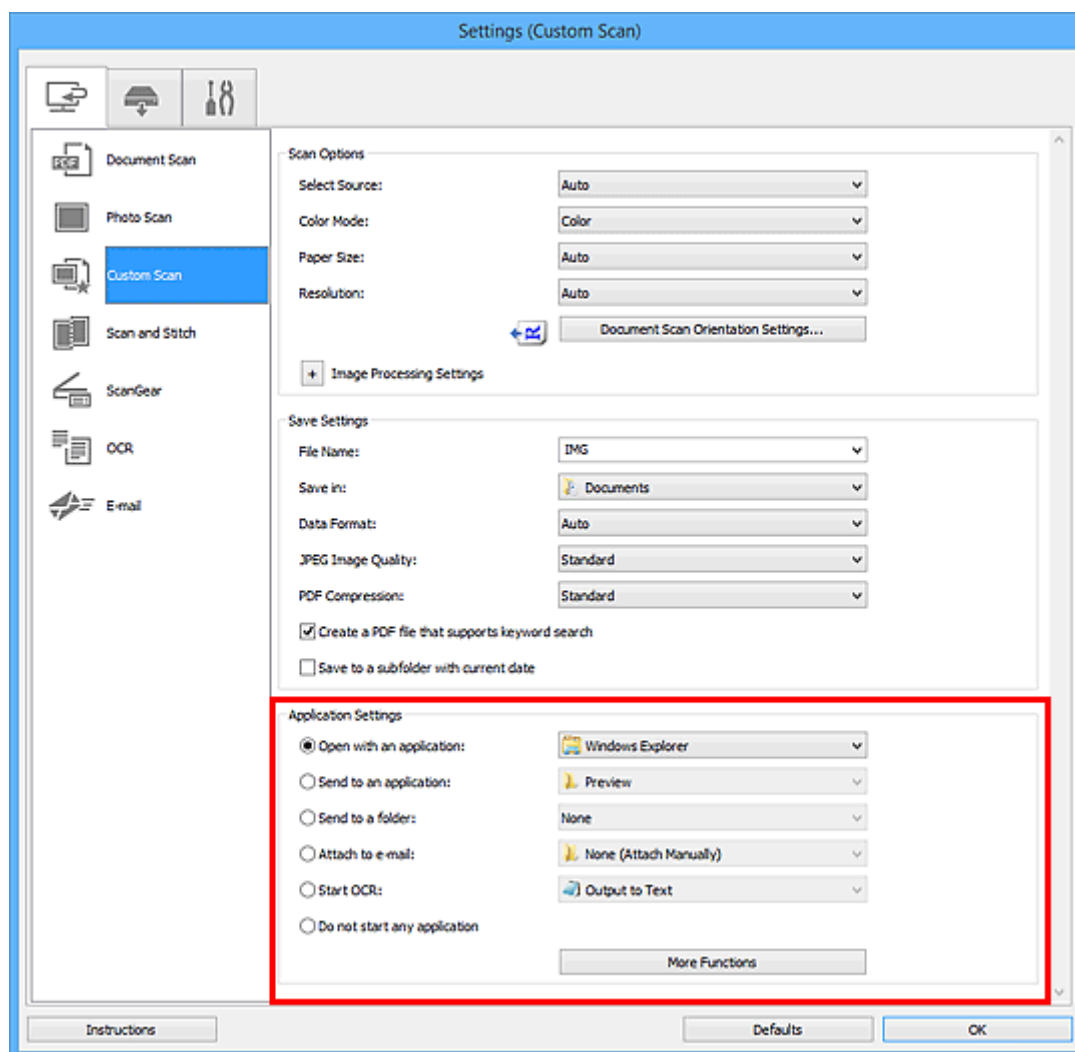 Settings (Custom Scan)
PDF
Document Scan
Photo Scan
Custom Scan
Scan and Stitch
ScanGear
OCR
E-mail
Scan Options
Select Source: Auto
Color Mode: Color
Paper Size: Auto
Resolution: Auto
Document Scan Orientation Settings...
+ Image Processing Settings
Save Settings
File Name: IMG
Save in: Documents
Data Format: Auto
JPEG Image Quality: Standard
PDF Compression: Standard
Create a PDF file that supports keyword search
Save to a subfolder with current date
Application Settings
Open with an application: Windows Explorer
Send to an application: Preview
Send to a folder: None
Attach to e-mail: None (Attach Manually)
Start OCR: Output to Text
Do not start any application
More Functions
Instructions Defaults OK